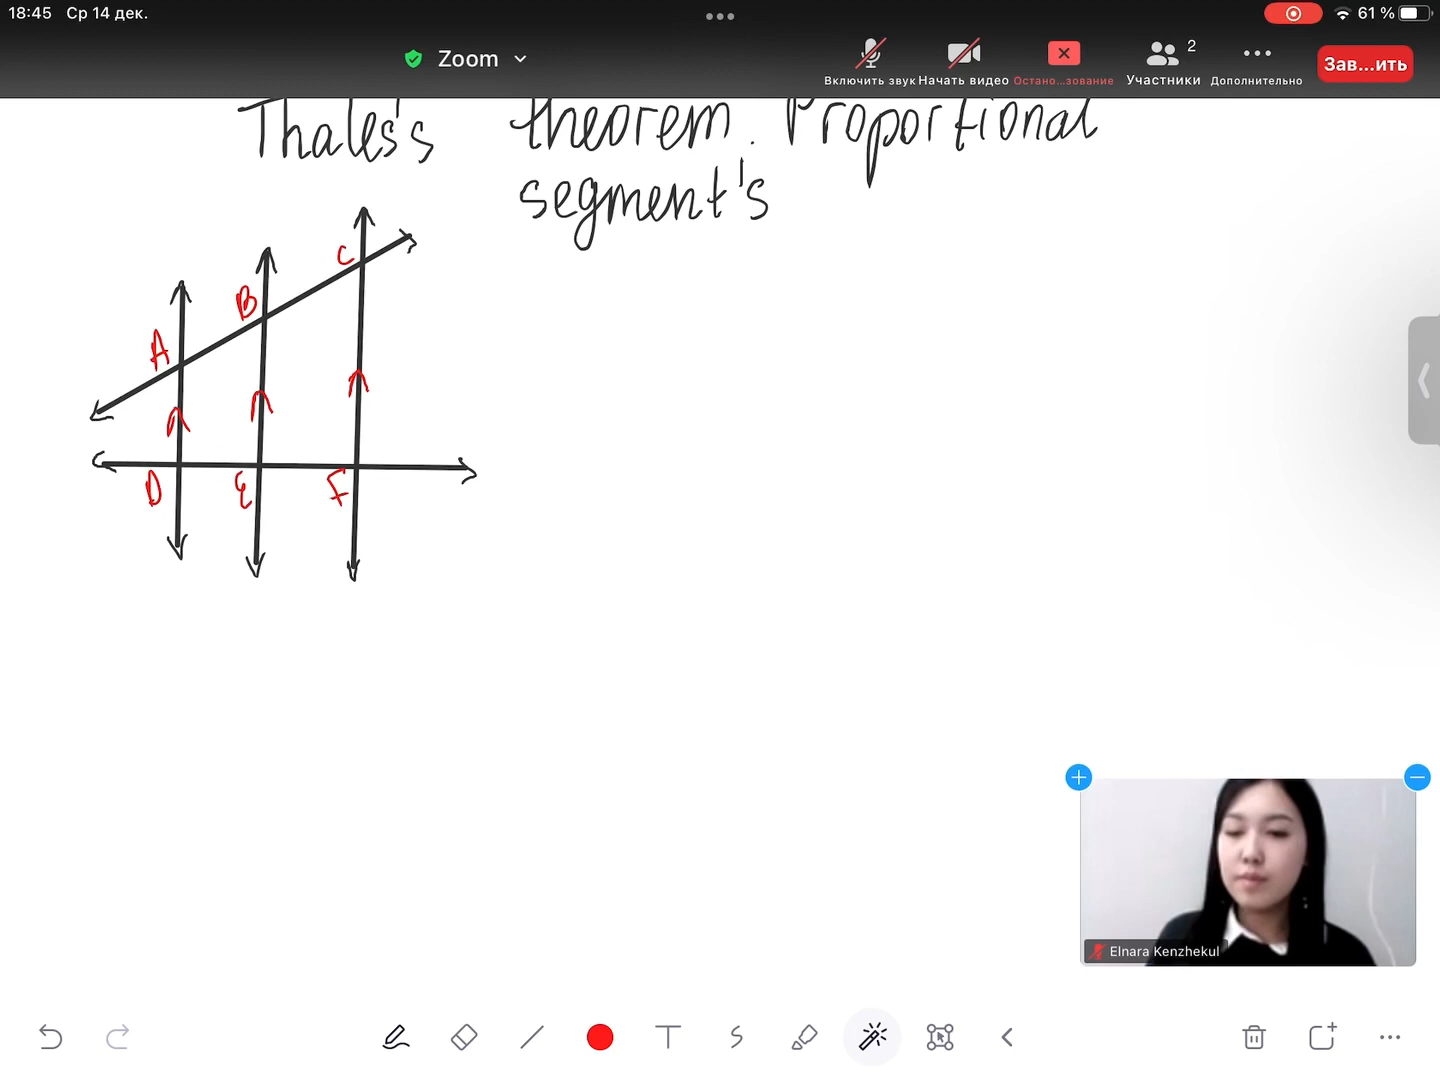 18:45 Ср 14 дек.
61 %
Zoom
2
Включить звук Начать видео Остано...зование Участники Дополнительно
Зав...ить
Thales's theorem. Proportional
segment's
C
B
A
D E F
Elnara Kenzhekul
T